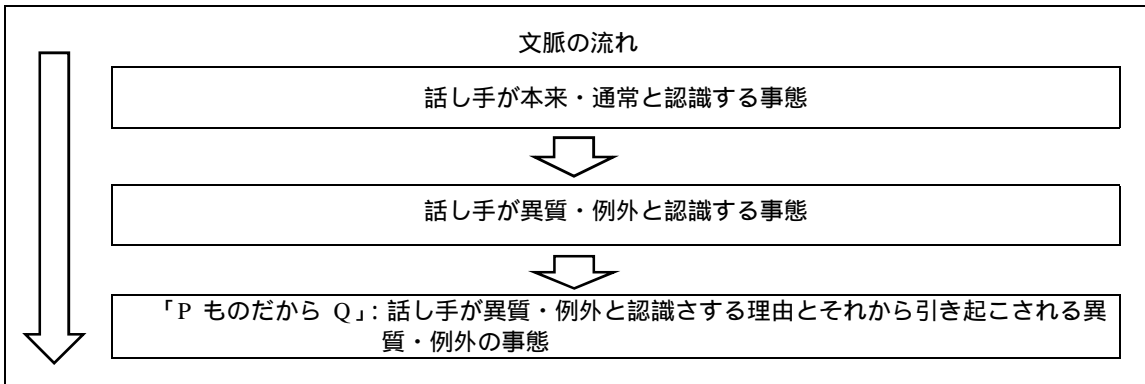 文脈の流れ
話し手が本来・通常と認識する事態
話し手が異質・例外と認識する事態
「P ものだから Q」：話し手が異質・例外と認識さする理由とそれから引き起こされる異
質・例外の事態